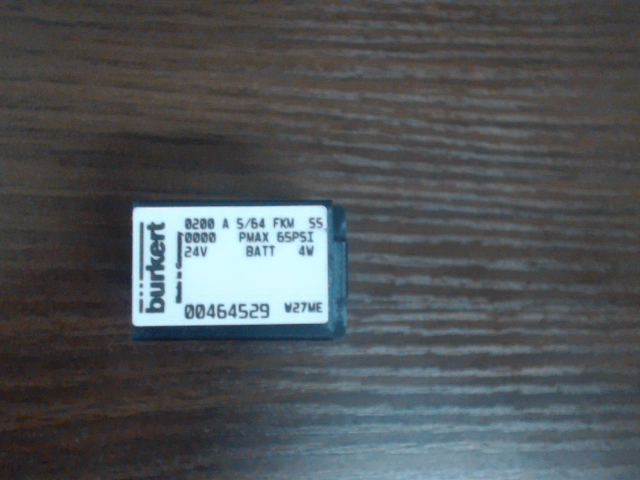 0200 A 5/64 FKM SS
0000 PMAX 65PSI
24V BATT 4W
00464529 W27ME
burkert
Made in Germany